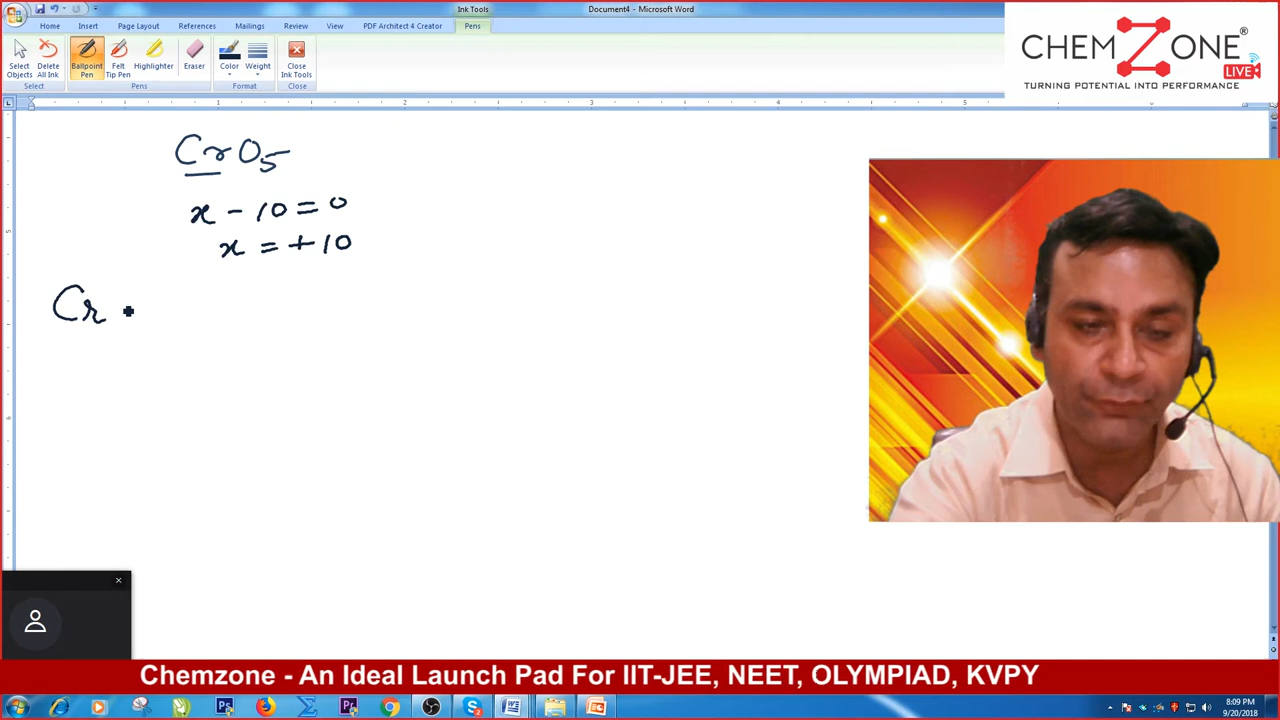 Ink Tools
Document4 - Microsoft Word
Home Insert Page Layout References Mailings Review View PDF Architect 4 Creator Pens
Select Objects
Delete All Ink
Ballpoint Pen
Felt Tip Pen
Highlighter
Eraser
Color
Weight
Close Ink Tools
Select Pens Format Close
CHEMZONE®
LIVE
TURNING POTENTIAL INTO PERFORMANCE
CrO5
x - 10 = 0
x = +10
Cr
Chemzone - An Ideal Launch Pad For IIT-JEE, NEET, OLYMPIAD, KVPY
8:09 PM
9/20/2018